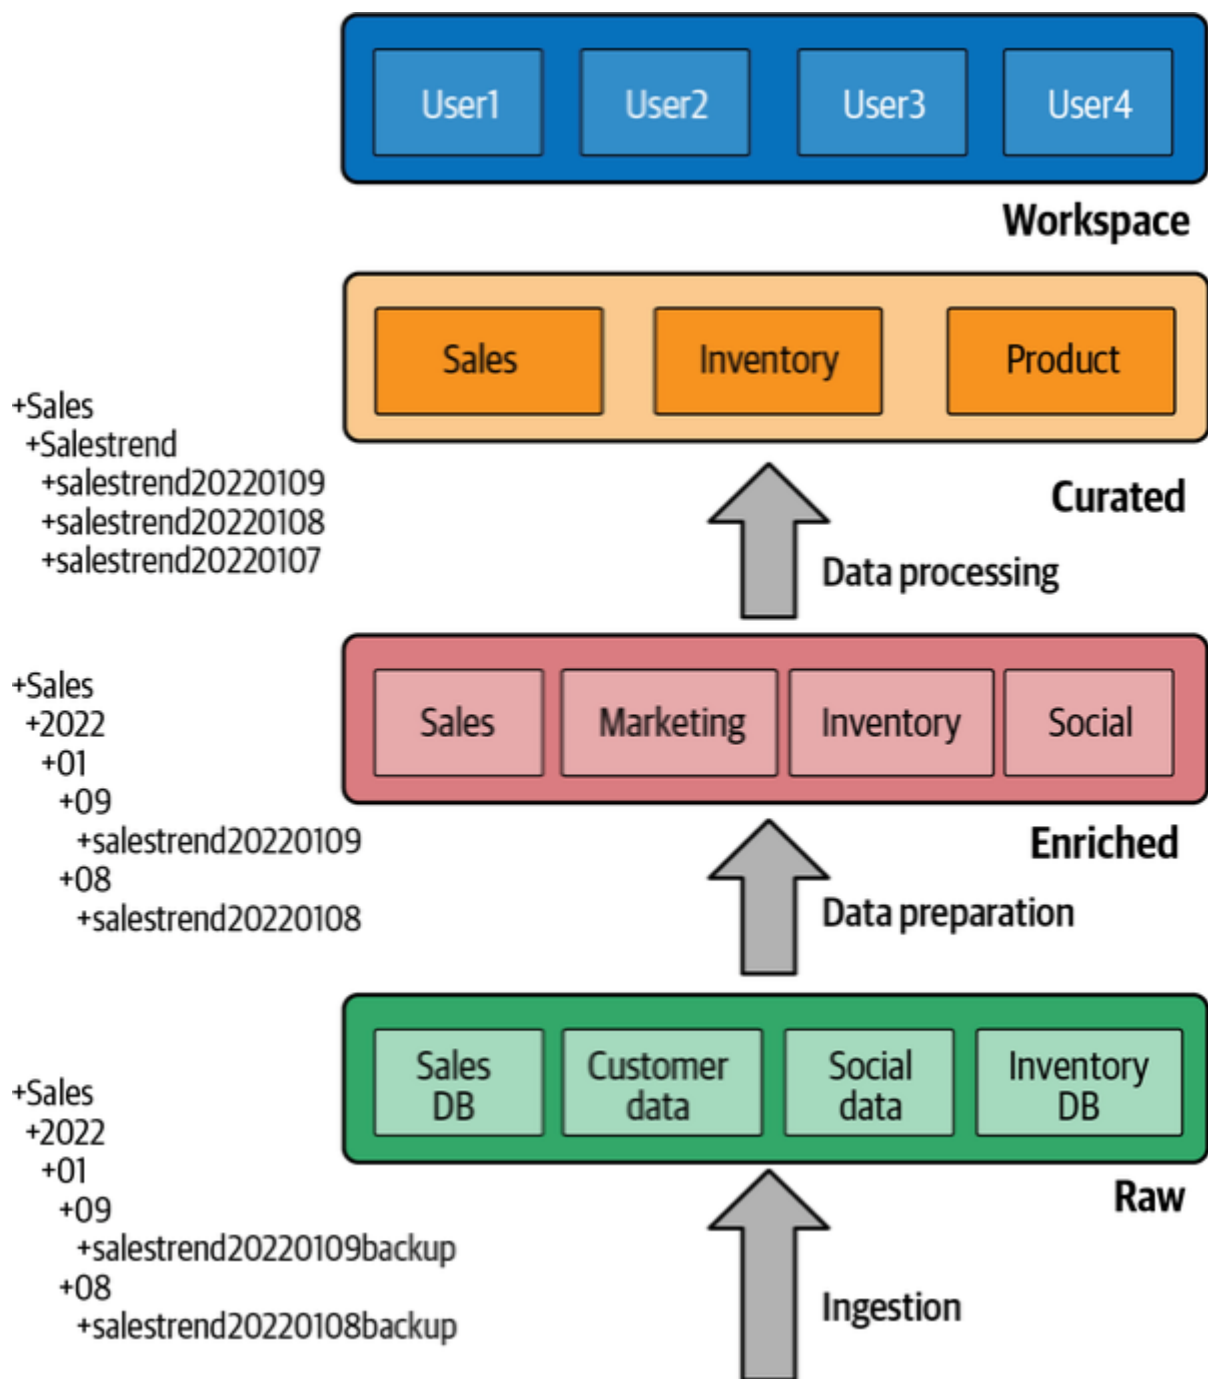 User1
User2
User3
User4
Workspace
Sales
Inventory
Product
Curated
+Sales
+Salestrend
+salestrend20220109
+salestrend20220108
+salestrend20220107
Data processing
Sales
Marketing
Inventory
Social
Enriched
+Sales
+2022
+01
+09
+salestrend20220109
+08
+salestrend20220108
Data preparation
Sales
DB
Customer
data
Social
data
Inventory
DB
Raw
+Sales
+2022
+01
+09
+salestrend20220109backup
+08
+salestrend20220108backup
Ingestion